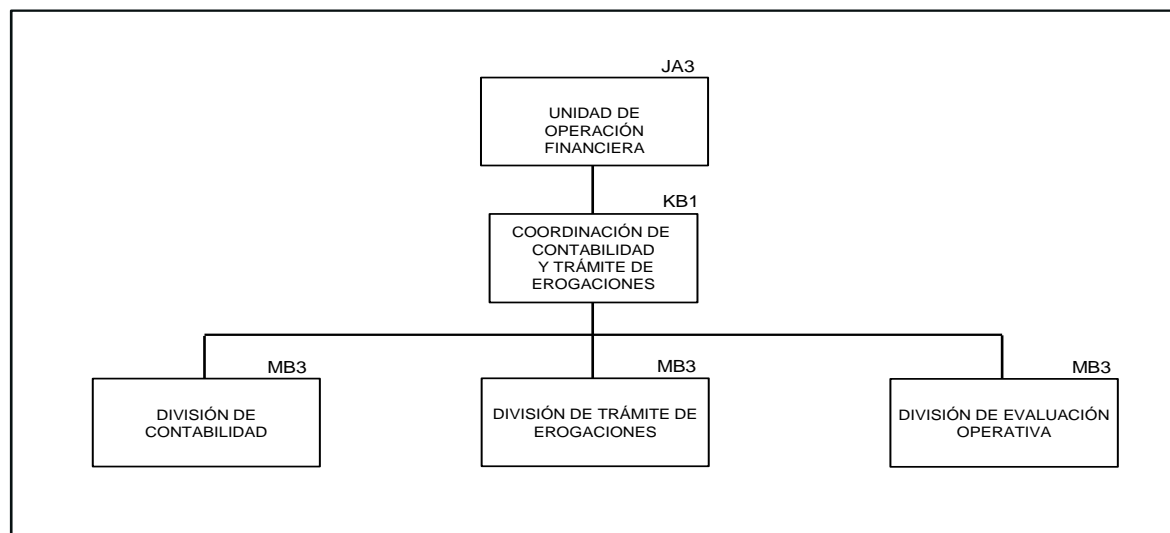 JA3
UNIDAD DE
OPERACIÓN
FINANCIERA
KB1
COORDINACIÓN DE
CONTABILIDAD
Y TRÁMITE DE
EROGACIONES
MB3
DIVISIÓN DE
CONTABILIDAD
MB3
DIVISIÓN DE TRÁMITE DE
EROGACIONES
MB3
DIVISIÓN DE EVALUACIÓN
OPERATIVA